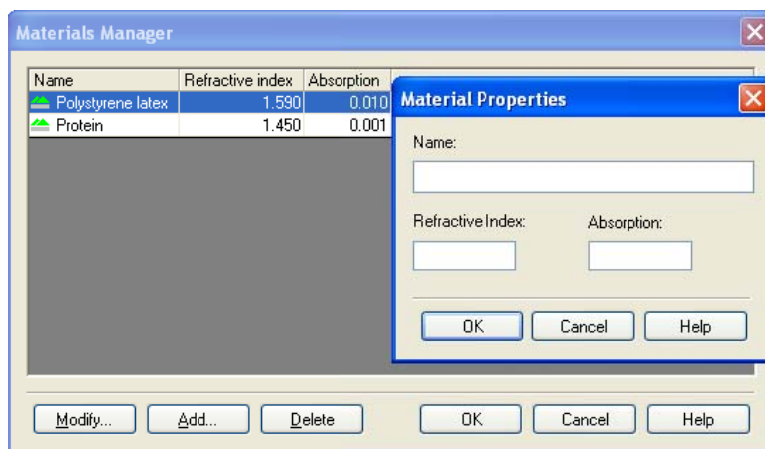 Materials Manager
Name Refractive index Absorption
Polystyrene latex 1.590 0.010
Protein 1.450 0.001
Material Properties
Name:
Refractive Index: Absorption:
OK Cancel Help
Modify... Add... Delete OK Cancel Help